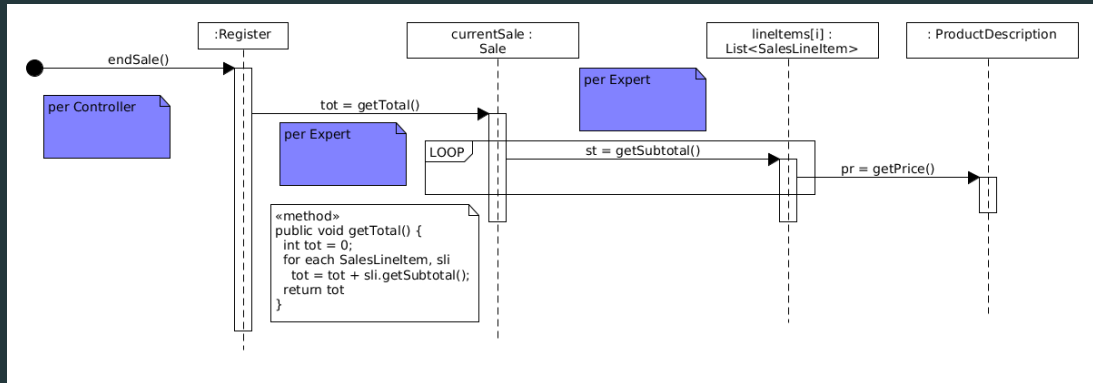 :Register
currentSale :
Sale
lineItems[i] :
List<SalesLineItem>
: ProductDescription
endSale()
per Controller
tot = getTotal()
per Expert
per Expert
LOOP
st = getSubtotal()
pr = getPrice()
«method»
public void getTotal() {
int tot = 0;
for each SalesLineItem, sli
tot = tot + sli.getSubtotal();
return tot
}